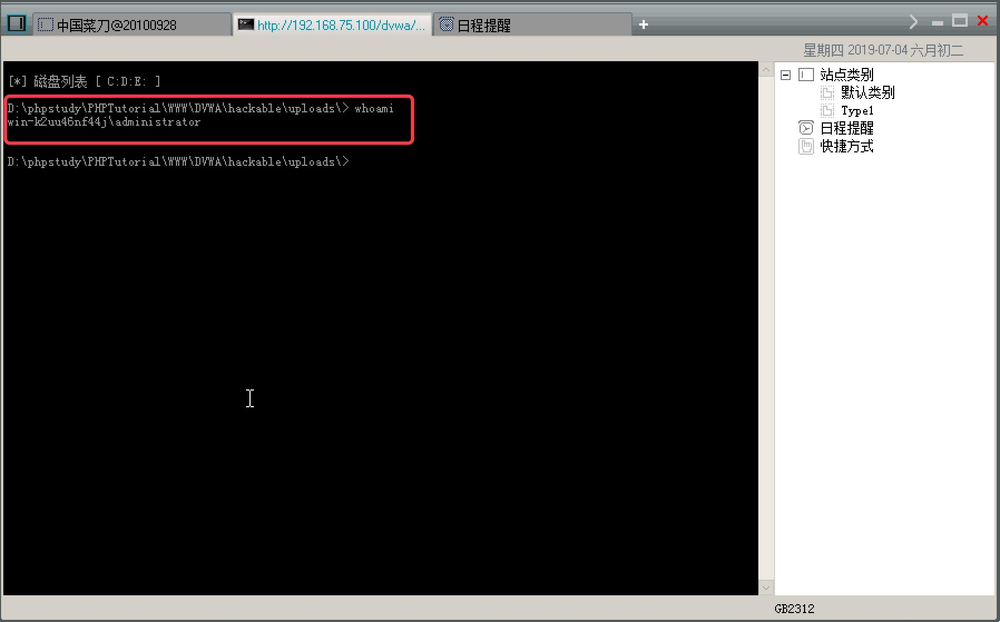 中国菜刀@20100928
http://192.168.75.100/dvwa/...
日程提醒
星期四 2019-07-04 六月初二
[*] 磁盘列表 [ C:D:E: ]
D:\phpstudy\PHPTutorial\WWW\DVWA\hackable\uploads\> whoami
win-k2uu46nf44j\administrator
D:\phpstudy\PHPTutorial\WWW\DVWA\hackable\uploads\>
站点类别
默认类别
Type1
日程提醒
快捷方式
GB2312